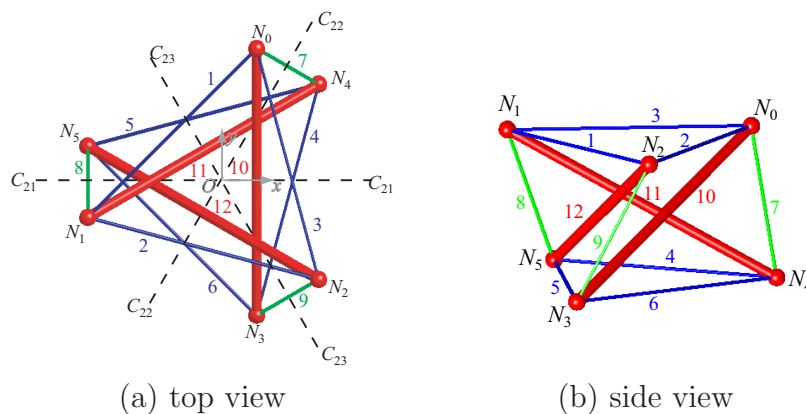 C₂₂
N₀
C₂₃
7
1
N₄
5
4
N₅
y
8
11
10
C₂₁
O
x
C₂₁
12
N₁
3
2
N₂
6
9
C₂₂
N₃
C₂₃
(a) top view
N₁
3
N₀
1
N₂
2
11
10
8
12
7
9
N₅
4
5
N
6
N₃
(b) side view